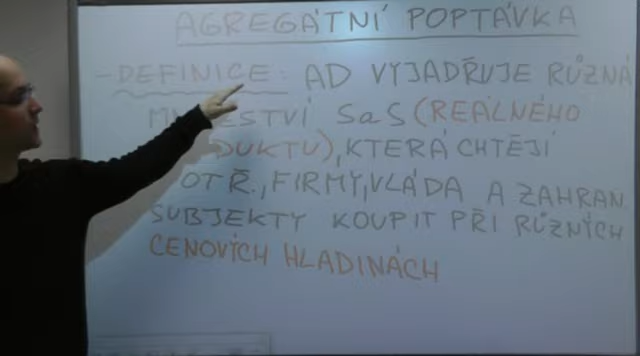 AGREGÁTNÍ POPTÁVKA
- DEFINICE: AD VYJADŘUJE RŮZNÁ
SaS (REÁLNÉHO
KTERÁ CHTĚJÍ
FIRMY, VLÁDA A ZAHRAN.
SUBJEKTY KOUPIT PŘI RŮZNÝCH
CENOVÝCH HLADINÁCH